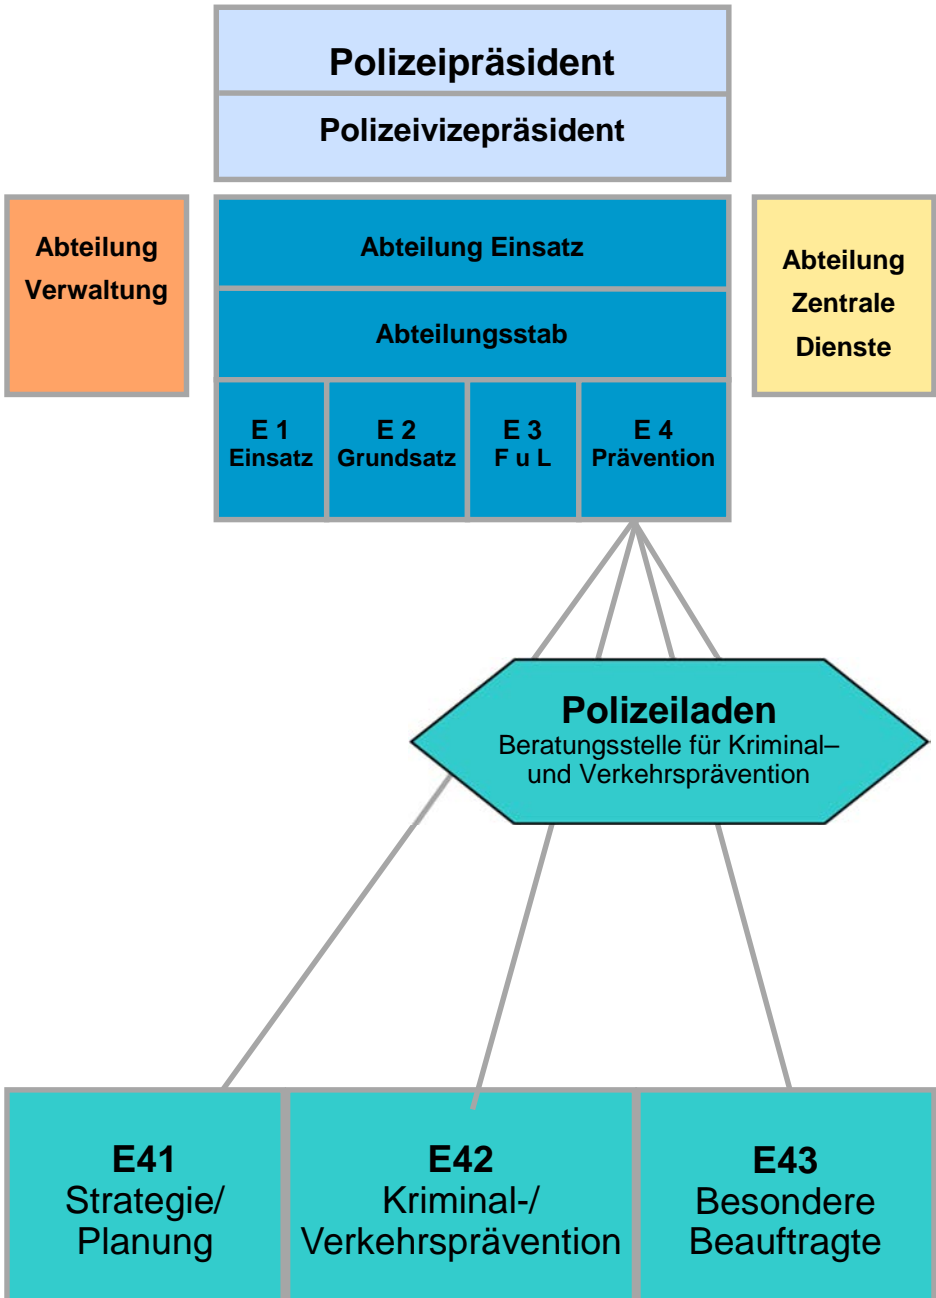 Polizeipräsident
Polizeivizepräsident
Abteilung
Verwaltung
Abteilung Einsatz
Abteilungsstab
Abteilung
Zentrale
Dienste
E 1
Einsatz
E 2
Grundsatz
E 3
F u L
E 4
Prävention
Polizeiladen
Beratungsstelle für Kriminal–
und Verkehrsprävention
E41
Strategie/
Planung
E42
Kriminal-/
Verkehrsprävention
E43
Besondere
Beauftragte